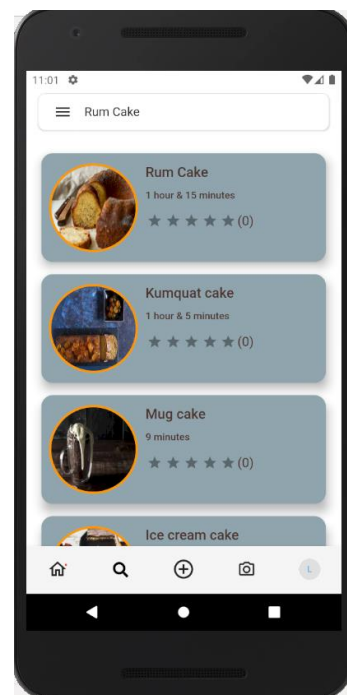 11:01
Rum Cake
Rum Cake
1 hour & 15 minutes
(0)
Kumquat cake
1 hour & 5 minutes
(0)
Mug cake
9 minutes
(0)
Ice cream cake
L